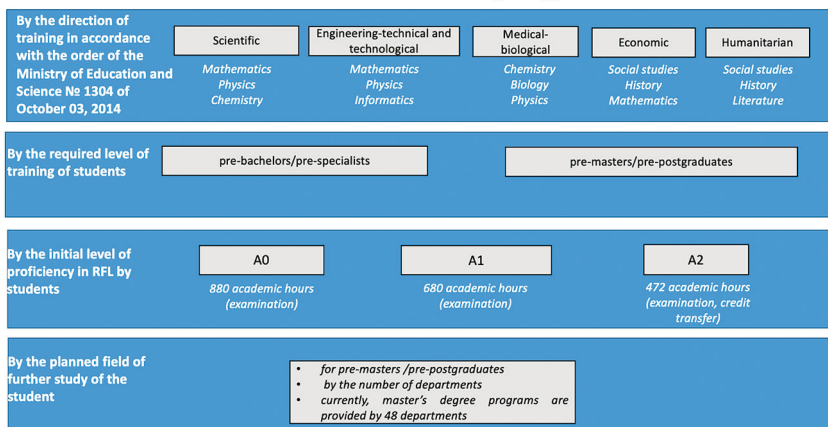 By the direction of
training in accordance
with the order of the
Ministry of Education and
Science № 1304 of
October 03, 2014
Scientific
Mathematics
Physics
Chemistry
Engineering-technical and
technological
Mathematics
Physics
Informatics
Medical-
biological
Chemistry
Biology
Physics
Economic
Social studies
History
Mathematics
Humanitarian
Social studies
History
Literature
By the required level of
training of students
pre-bachelors/pre-specialists
pre-masters/pre-postgraduates
By the initial level of
proficiency in RFL by
students
A0
880 academic hours
(examination)
A1
680 academic hours
(examination)
A2
472 academic hours
(examination, credit
transfer)
By the planned field of
further study of the
student
• for pre-masters /pre-postgraduates
• by the number of departments
• currently, master's degree programs are
provided by 48 departments